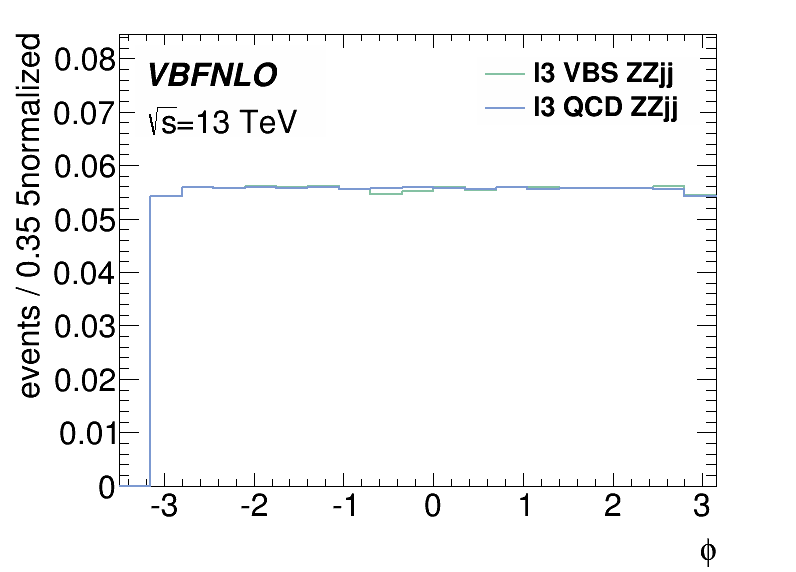 VBFNLO
√s=13 TeV
l3 VBS ZZjj
l3 QCD ZZjj
events / 0.35 5normalized
0.08
0.07
0.06
0.05
0.04
0.03
0.02
0.01
0
-3 -2 -1 0 1 2 3
ϕ